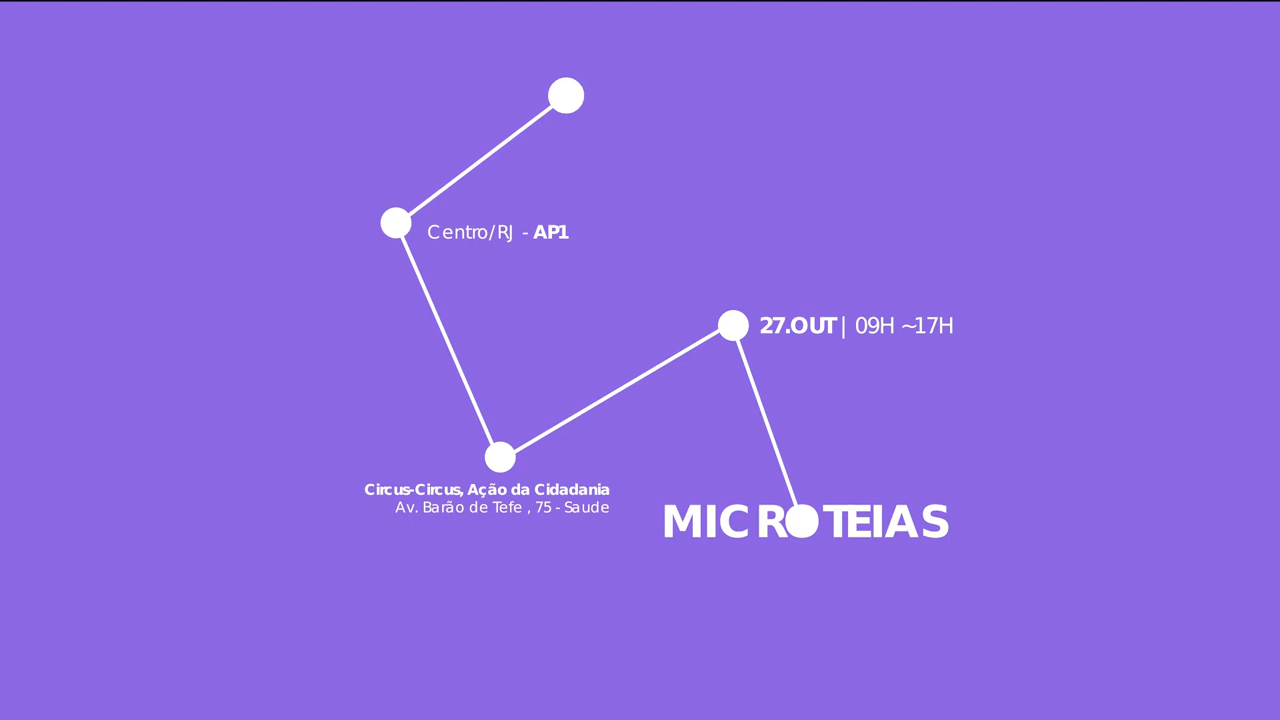 Centro/RJ - AP1
27.OUT | 09H ~17H
Circus-Circus, Ação da Cidadania
Av. Barão de Tefe , 75 - Saude
MICROTEIAS